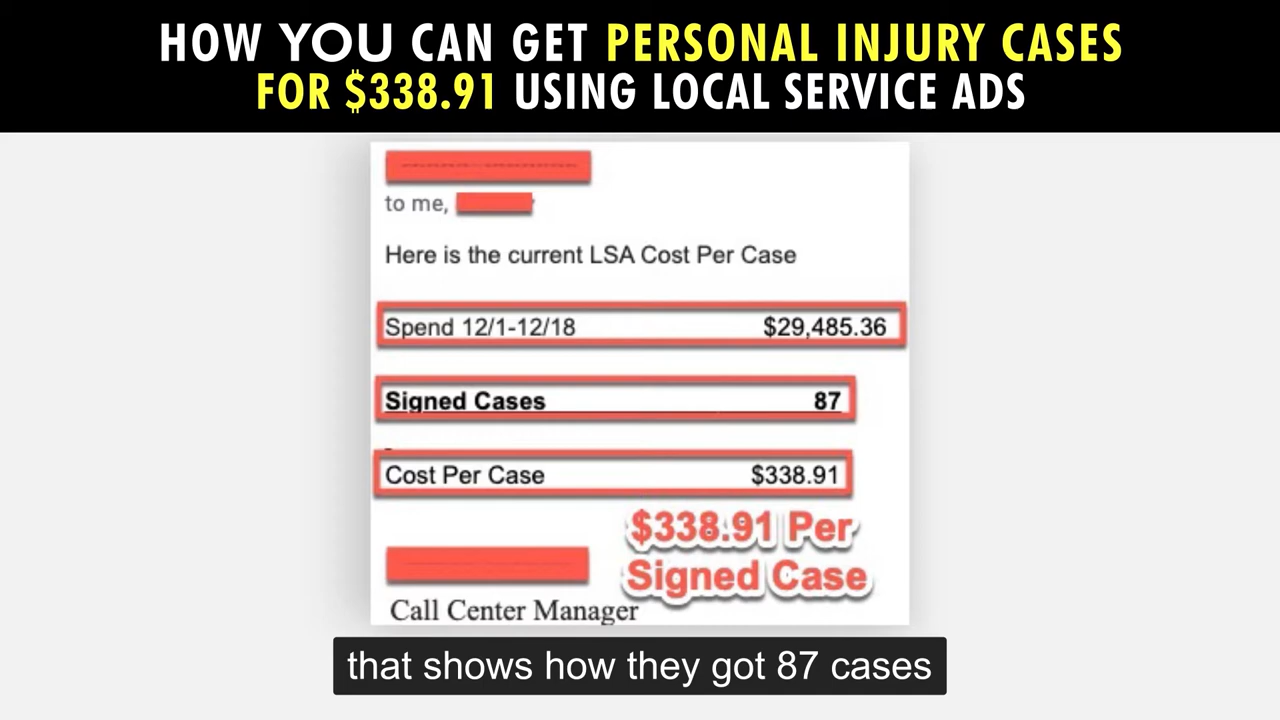 HOW YOU CAN GET PERSONAL INJURY CASES
FOR $338.91 USING LOCAL SERVICE ADS
to me,
Here is the current LSA Cost Per Case
Spend 12/1-12/18 $29,485.36
Signed Cases 87
Cost Per Case $338.91
$338.91 Per
Signed Case
Call Center Manager
that shows how they got 87 cases